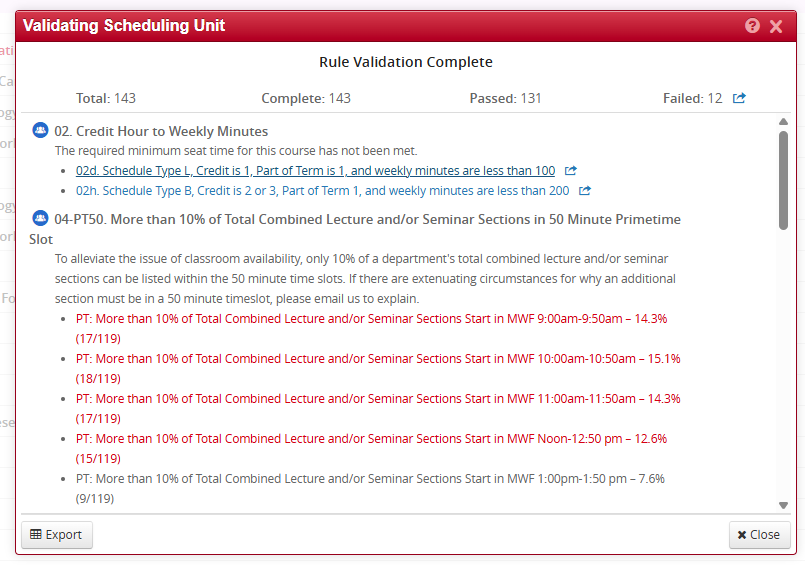 Validating Scheduling Unit
Rule Validation Complete
Total: 143 Complete: 143 Passed: 131 Failed: 12
02. Credit Hour to Weekly Minutes
The required minimum seat time for this course has not been met.
02d. Schedule Type L, Credit is 1, Part of Term is 1, and weekly minutes are less than 100
02h. Schedule Type B, Credit is 2 or 3, Part of Term 1, and weekly minutes are less than 200
04-PT50. More than 10% of Total Combined Lecture and/or Seminar Sections in 50 Minute Primetime
Slot
To alleviate the issue of classroom availability, only 10% of a department's total combined lecture and/or seminar
sections can be listed within the 50 minute time slots. If there are extenuating circumstances for why an additional
section must be in a 50 minute timeslot, please email us to explain.
PT: More than 10% of Total Combined Lecture and/or Seminar Sections Start in MWF 9:00am-9:50am – 14.3%
(17/119)
PT: More than 10% of Total Combined Lecture and/or Seminar Sections Start in MWF 10:00am-10:50am – 15.1%
(18/119)
PT: More than 10% of Total Combined Lecture and/or Seminar Sections Start in MWF 11:00am-11:50am – 14.3%
(17/119)
PT: More than 10% of Total Combined Lecture and/or Seminar Sections Start in MWF Noon-12:50 pm – 12.6%
(15/119)
PT: More than 10% of Total Combined Lecture and/or Seminar Sections Start in MWF 1:00pm-1:50 pm – 7.6%
(9/119)
Export Close